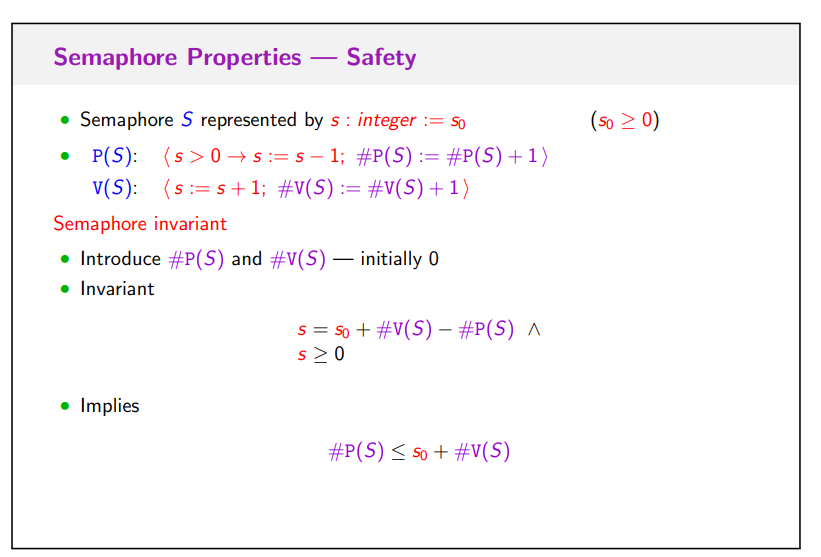 Semaphore Properties — Safety
• Semaphore S represented by s : integer := s₀ (s₀ ≥ 0)
• P(S): ⟨ s > 0 → s := s − 1; #P(S) := #P(S) + 1 ⟩
V(S): ⟨ s := s + 1; #V(S) := #V(S) + 1 ⟩
Semaphore invariant
• Introduce #P(S) and #V(S) — initially 0
• Invariant
s = s₀ + #V(S) − #P(S) ∧
s ≥ 0
• Implies
#P(S) ≤ s₀ + #V(S)